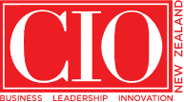 CIO
NEW ZEALAND
BUSINESS LEADERSHIP INNOVATION